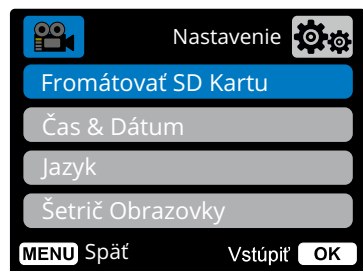 Nastavenie
Fromátovať SD Kartu
Čas & Dátum
Jazyk
Šetrič Obrazovky
MENU Späť Vstúpiť OK